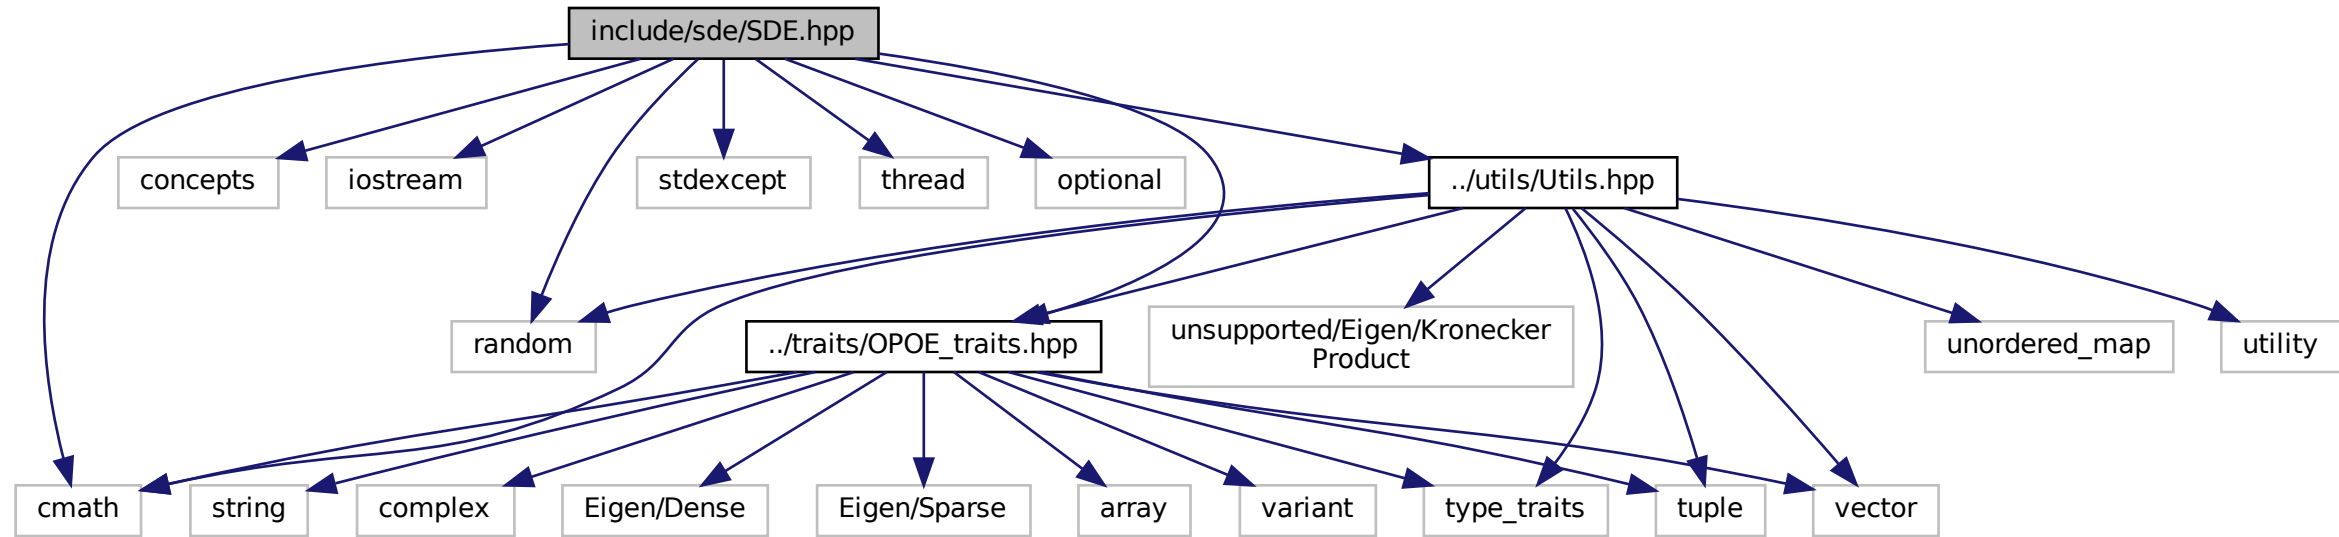 include/sde/SDE.hpp
concepts
iostream
stdexcept
thread
optional
../utils/Utils.hpp
random
../traits/OPOE_traits.hpp
unsupported/Eigen/Kronecker
Product
unordered_map
utility
cmath
string
complex
Eigen/Dense
Eigen/Sparse
array
variant
type_traits
tuple
vector